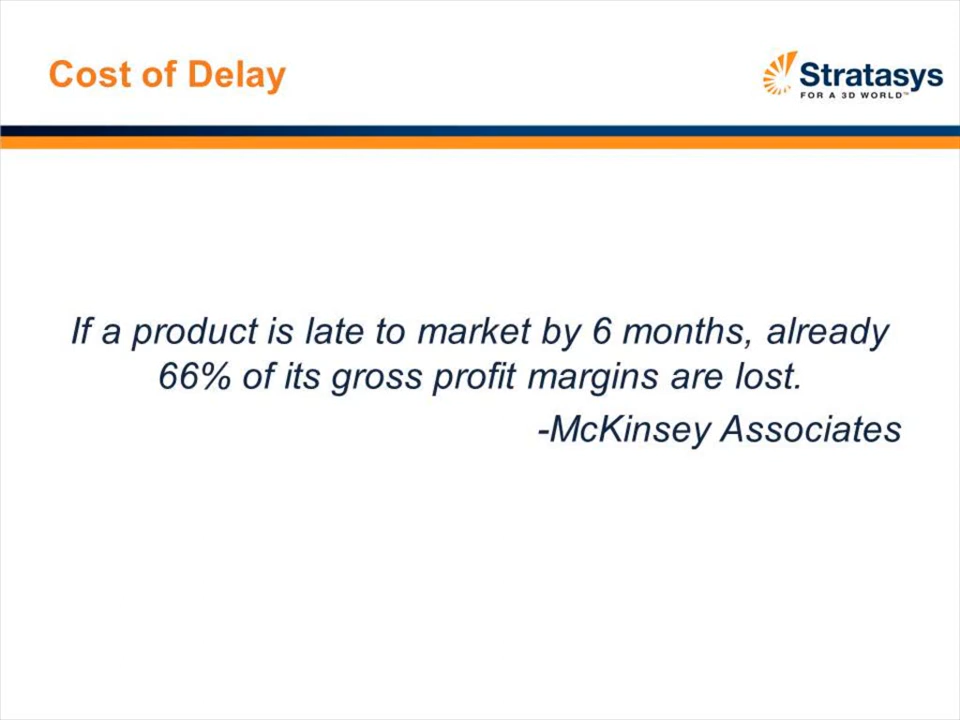 Cost of Delay
Stratasys
FOR A 3D WORLD™
If a product is late to market by 6 months, already
66% of its gross profit margins are lost.
-McKinsey Associates